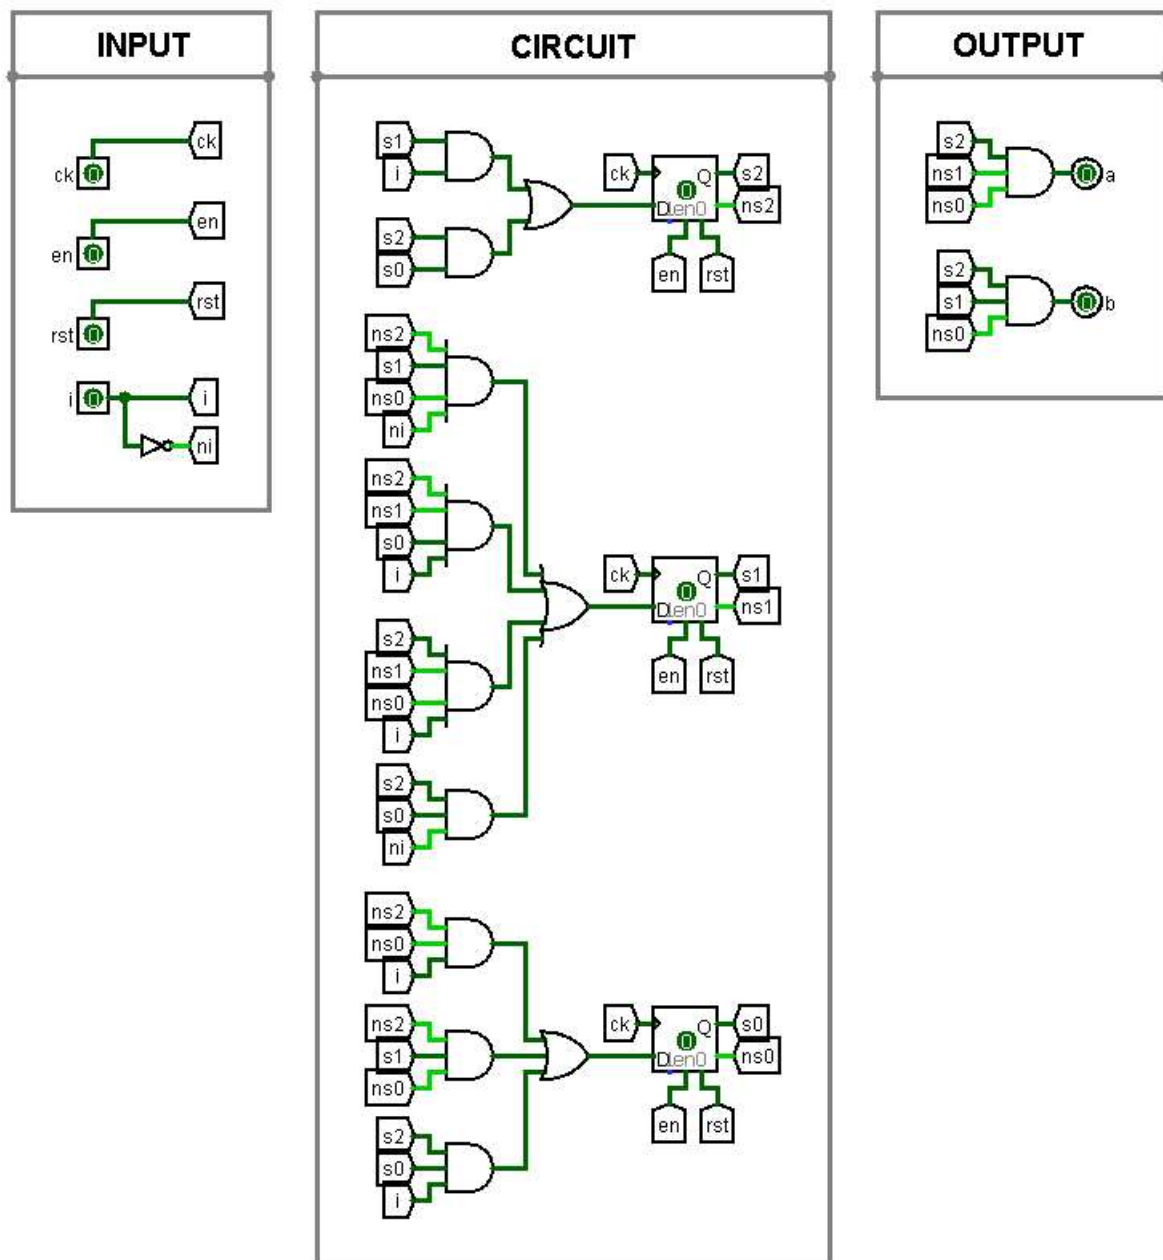 INPUT
ck
ck
en
en
rst
rst
i
i
ni
CIRCUIT
s1
i
s2
s0
ck
Q
s2
D
en
0
ns2
en
rst
ns2
s1
ns0
ni
ns2
ns1
s0
i
s2
ns1
ns0
i
s2
s0
ni
ck
Q
s1
D
en
0
ns1
en
rst
ns2
ns0
i
ns2
s1
ns0
s2
s0
i
ck
Q
s0
D
en
0
ns0
en
rst
OUTPUT
s2
ns1
ns0
a
s2
s1
ns0
b